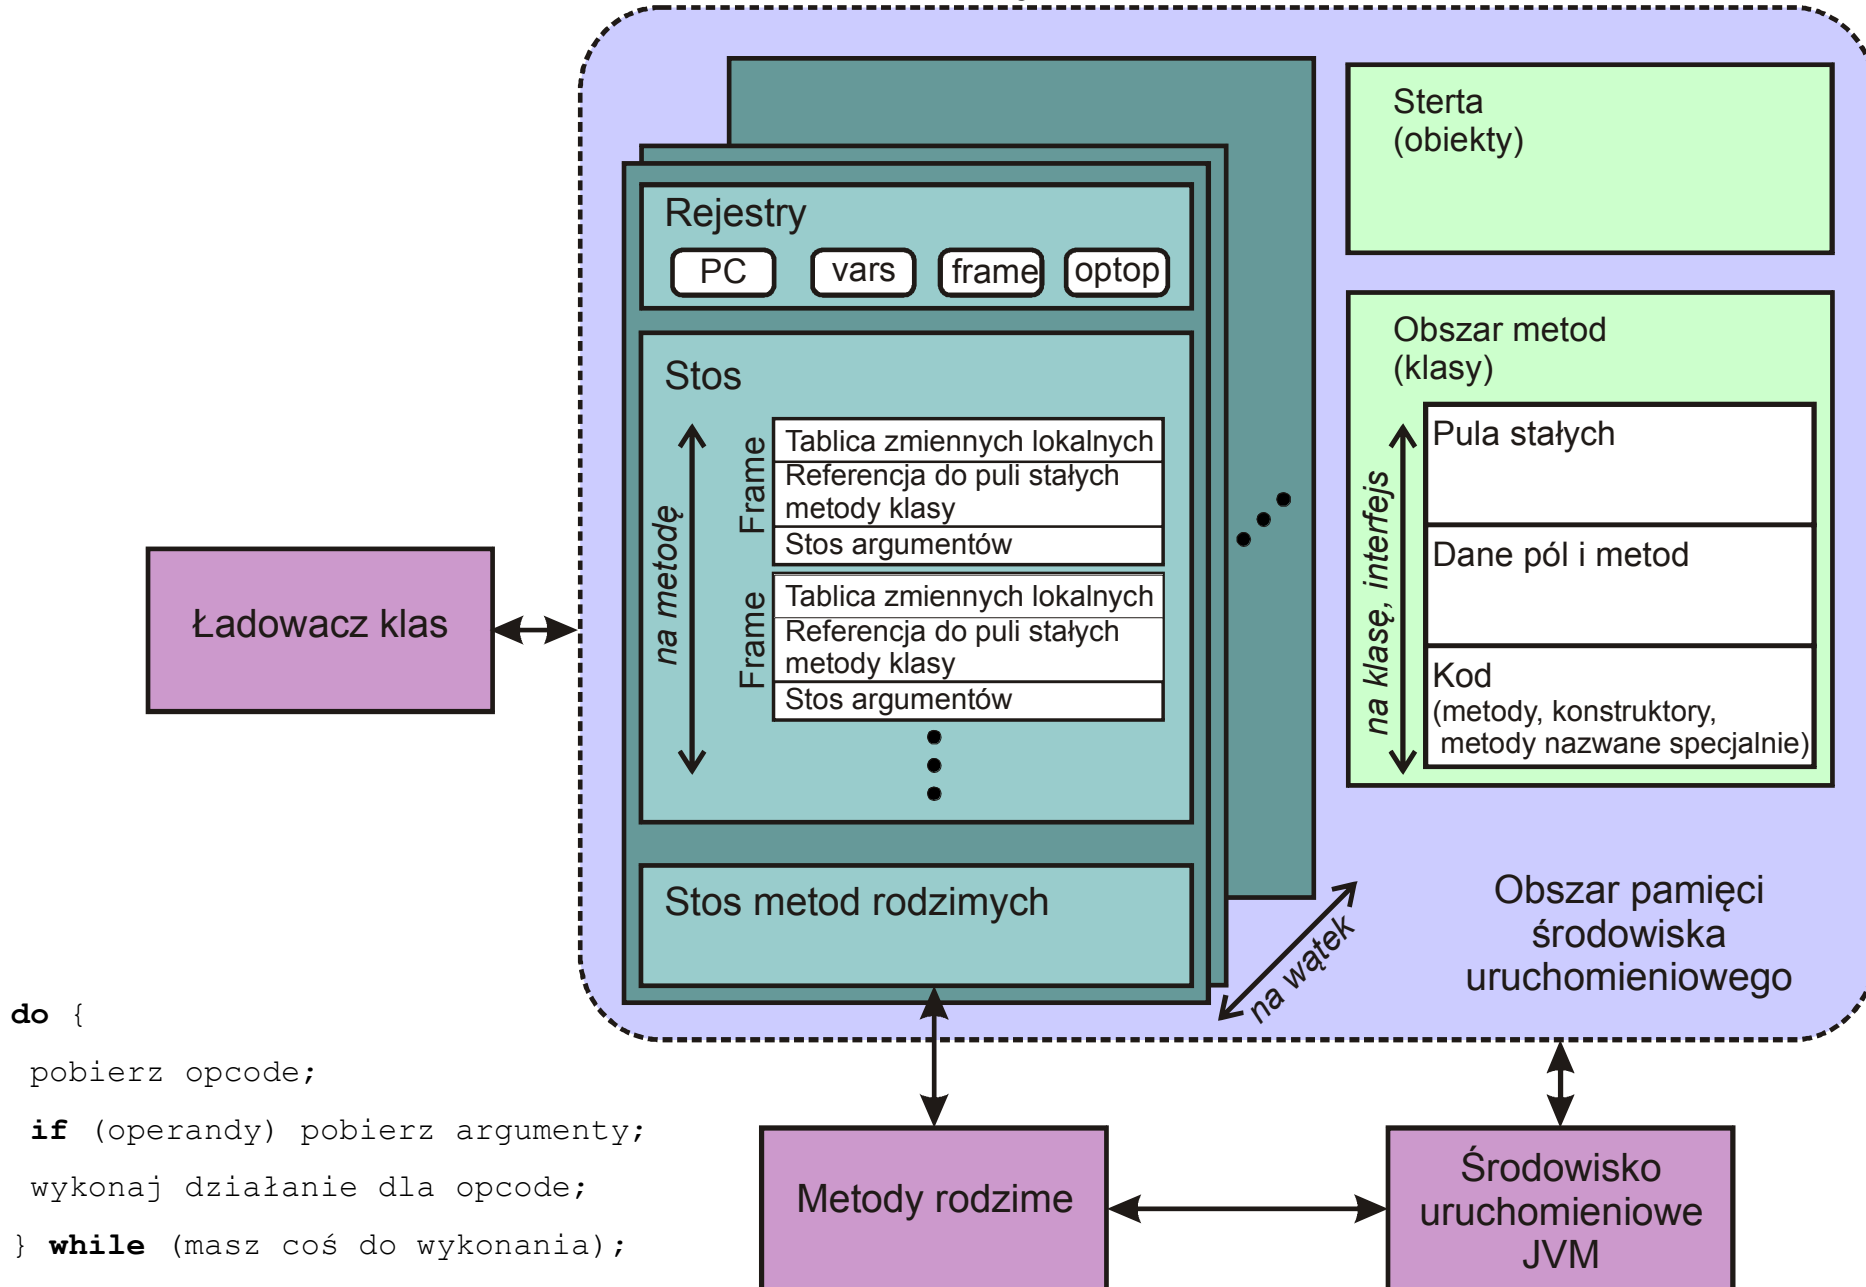 Sterta
(obiekty)
Rejestry
PC
vars
frame
optop
Obszar metod
(klasy)
Stos
Pula stałych
Dane pól i metod
Kod
(metody, konstruktory,
metody nazwane specjalnie)
na klasę, interfejs
na metodę
Frame
Tablica zmiennych lokalnych
Referencja do puli stałych
metody klasy
Stos argumentów
Frame
Tablica zmiennych lokalnych
Referencja do puli stałych
metody klasy
Stos argumentów
Ładowacz klas
Stos metod rodzimych
na wątek
Obszar pamięci
środowiska
uruchomieniowego
do {
pobierz opcode;
if (operandy) pobierz argumenty;
wykonaj działanie dla opcode;
} while (masz coś do wykonania);
Metody rodzime
Środowisko
uruchomieniowe
JVM